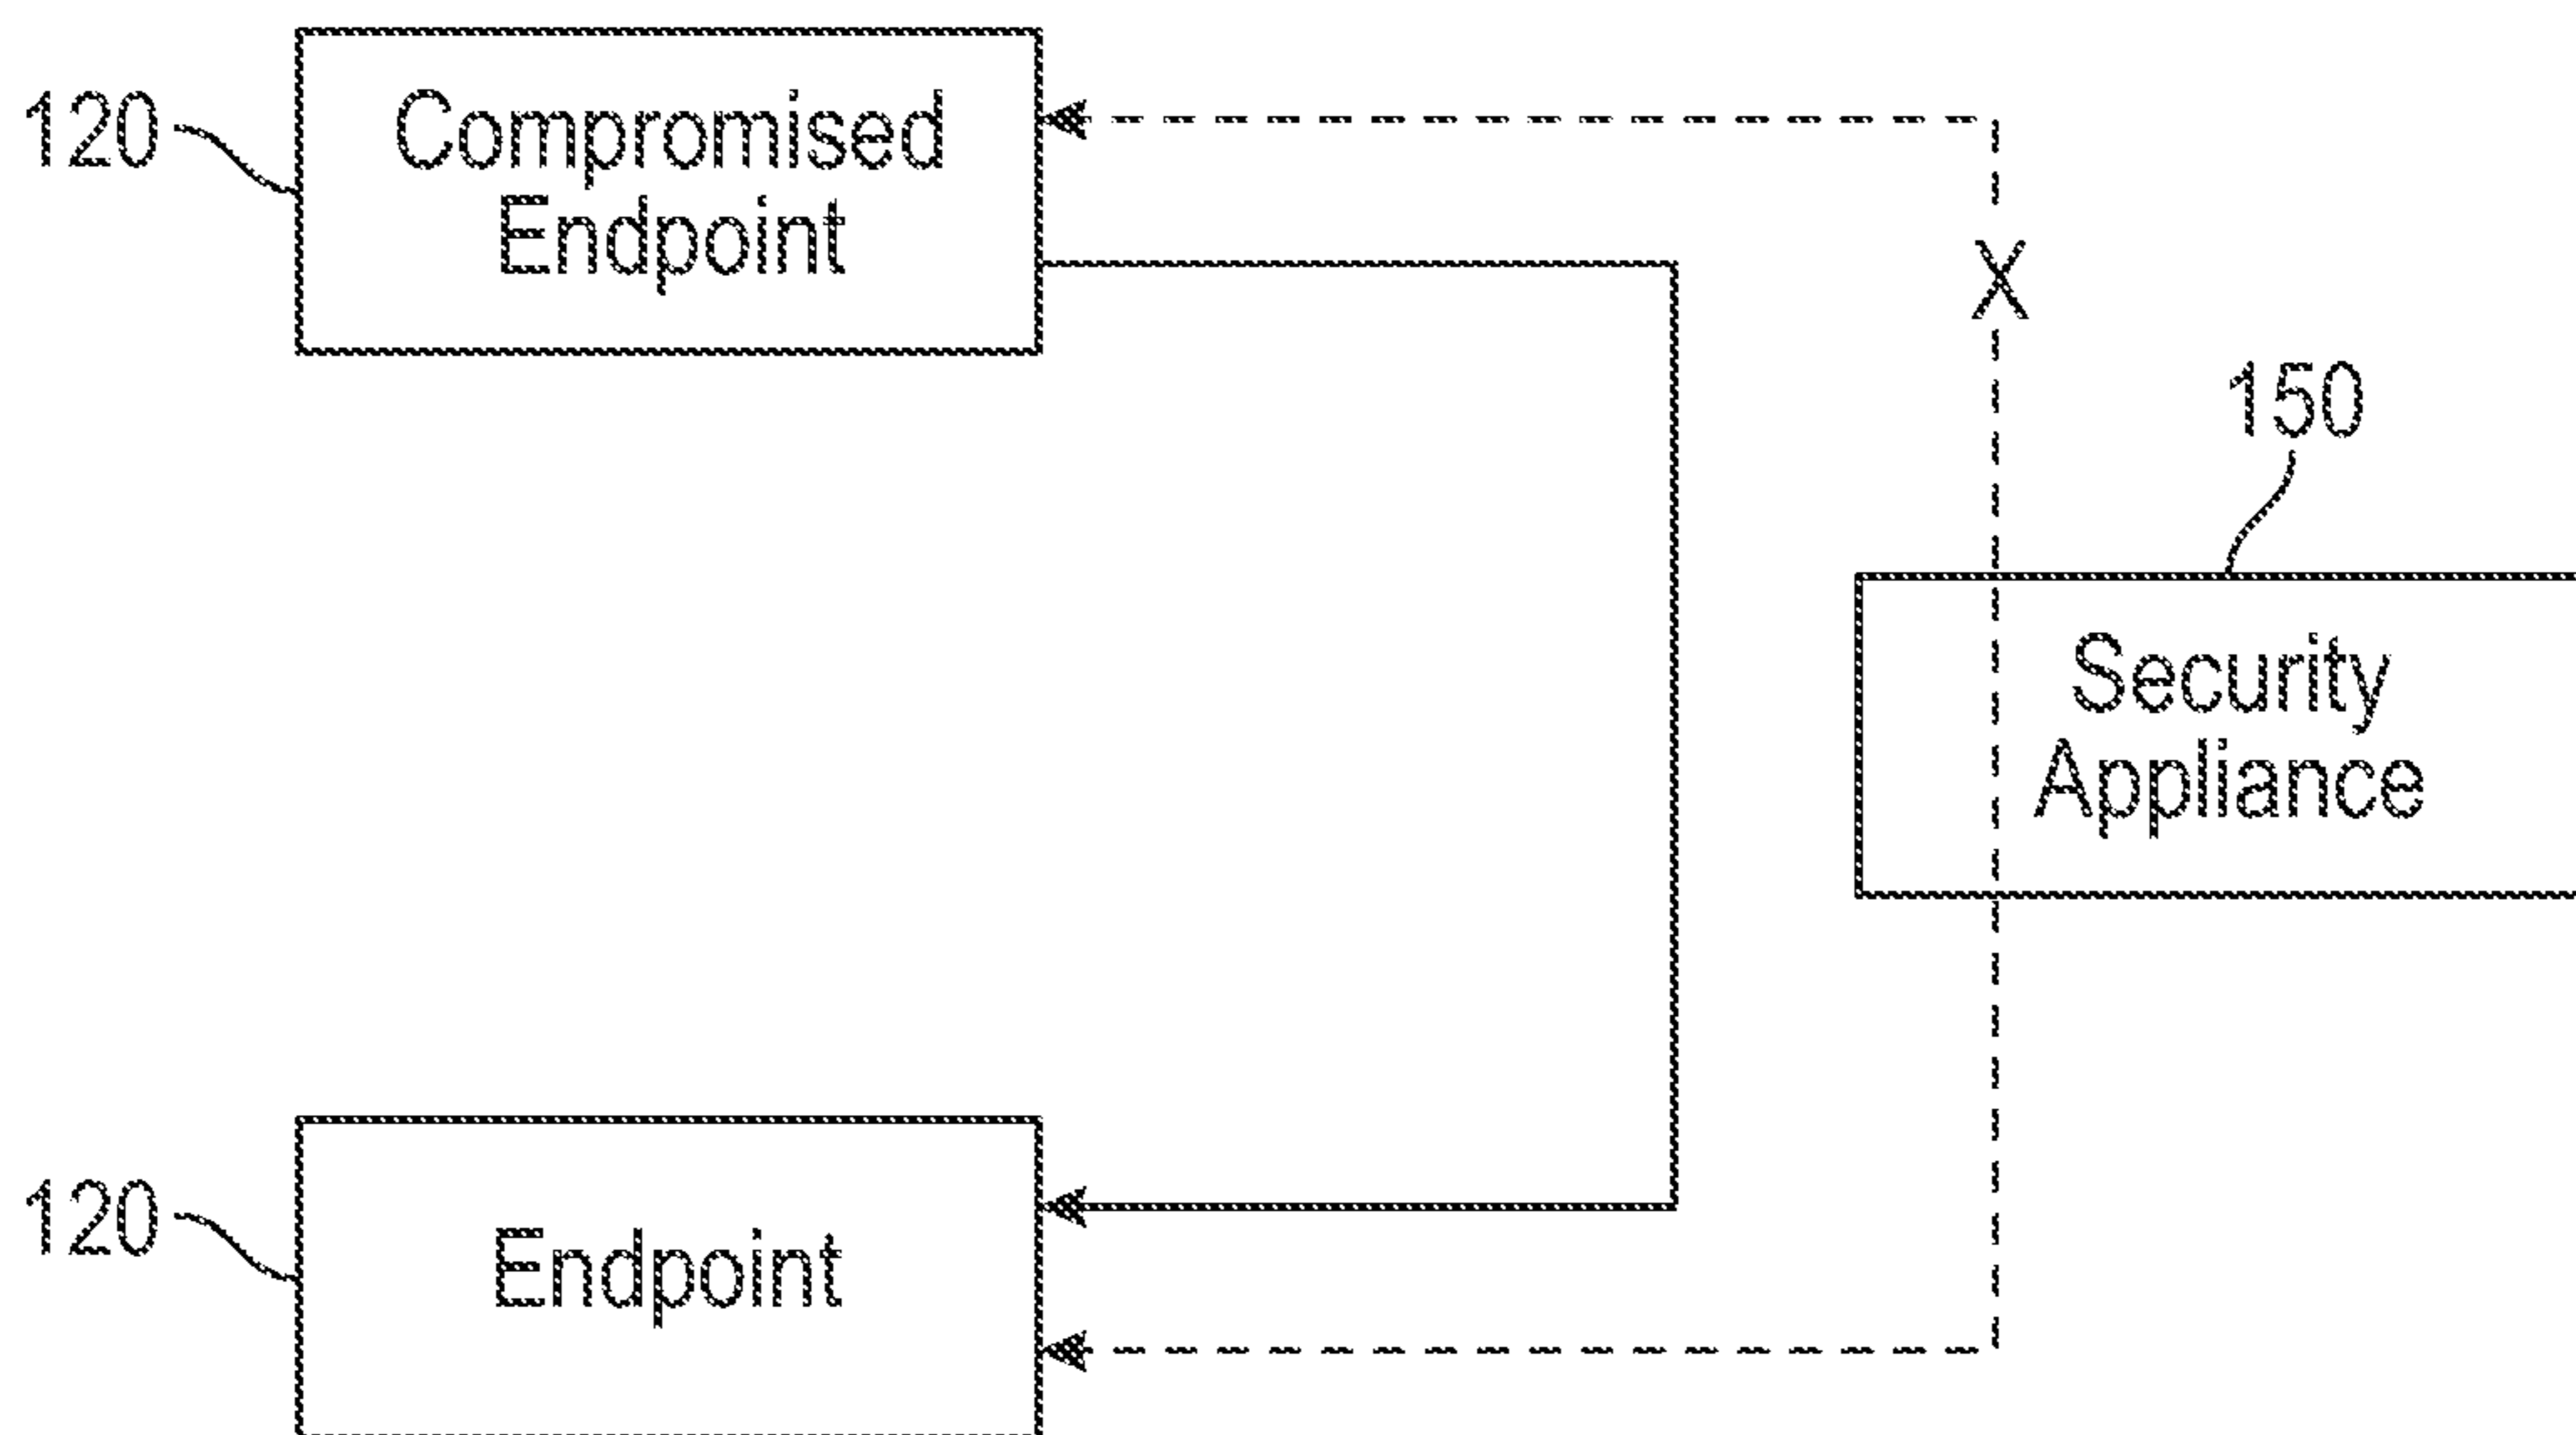 120
Compromised
Endpoint
X
150
Security
Appliance
120
Endpoint